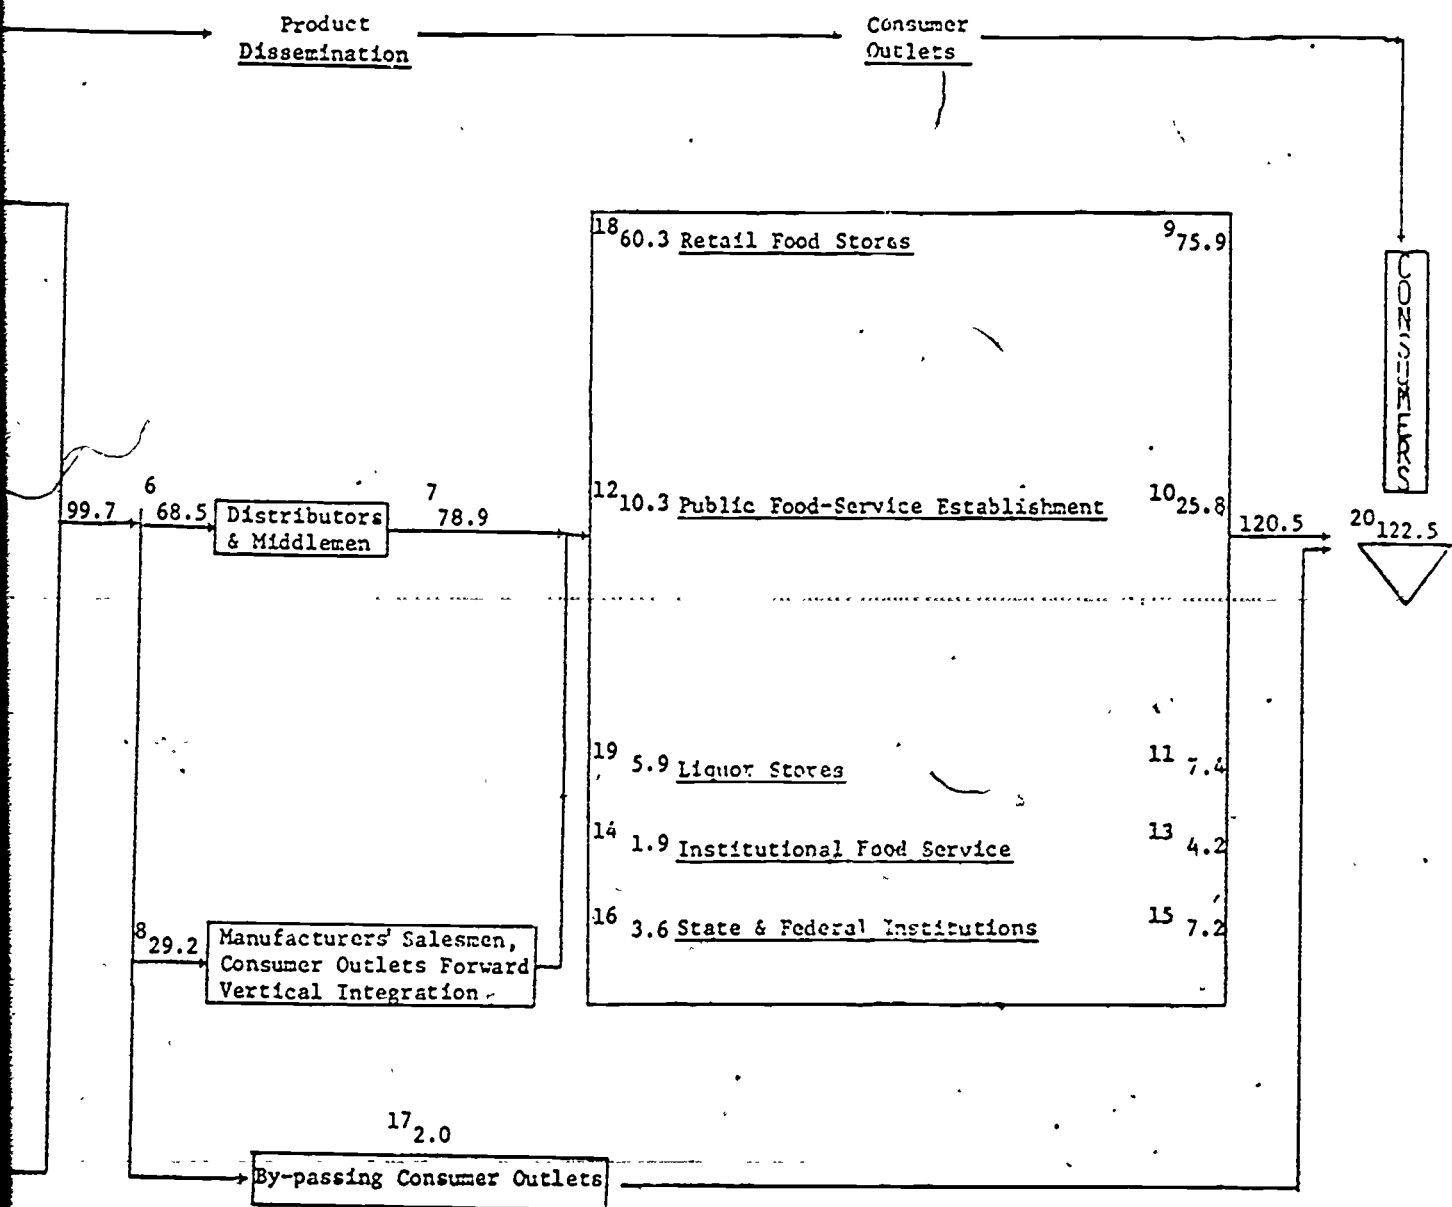 Product
Dissemination
Consumer
Outlets
CONSUMERS
18 60.3 Retail Food Stores 9 75.9
99.7
6 68.5
Distributors
& Middlemen
7 78.9
12 10.3 Public Food-Service Establishment 10 25.8
120.5
20 122.5
19 5.9 Liquor Stores 11 7.4
14 1.9 Institutional Food Service 13 4.2
16 3.6 State & Federal Institutions 15 7.2
8 29.2
Manufacturers' Salesmen,
Consumer Outlets Forward
Vertical Integration
17 2.0
By-passing Consumer Outlets